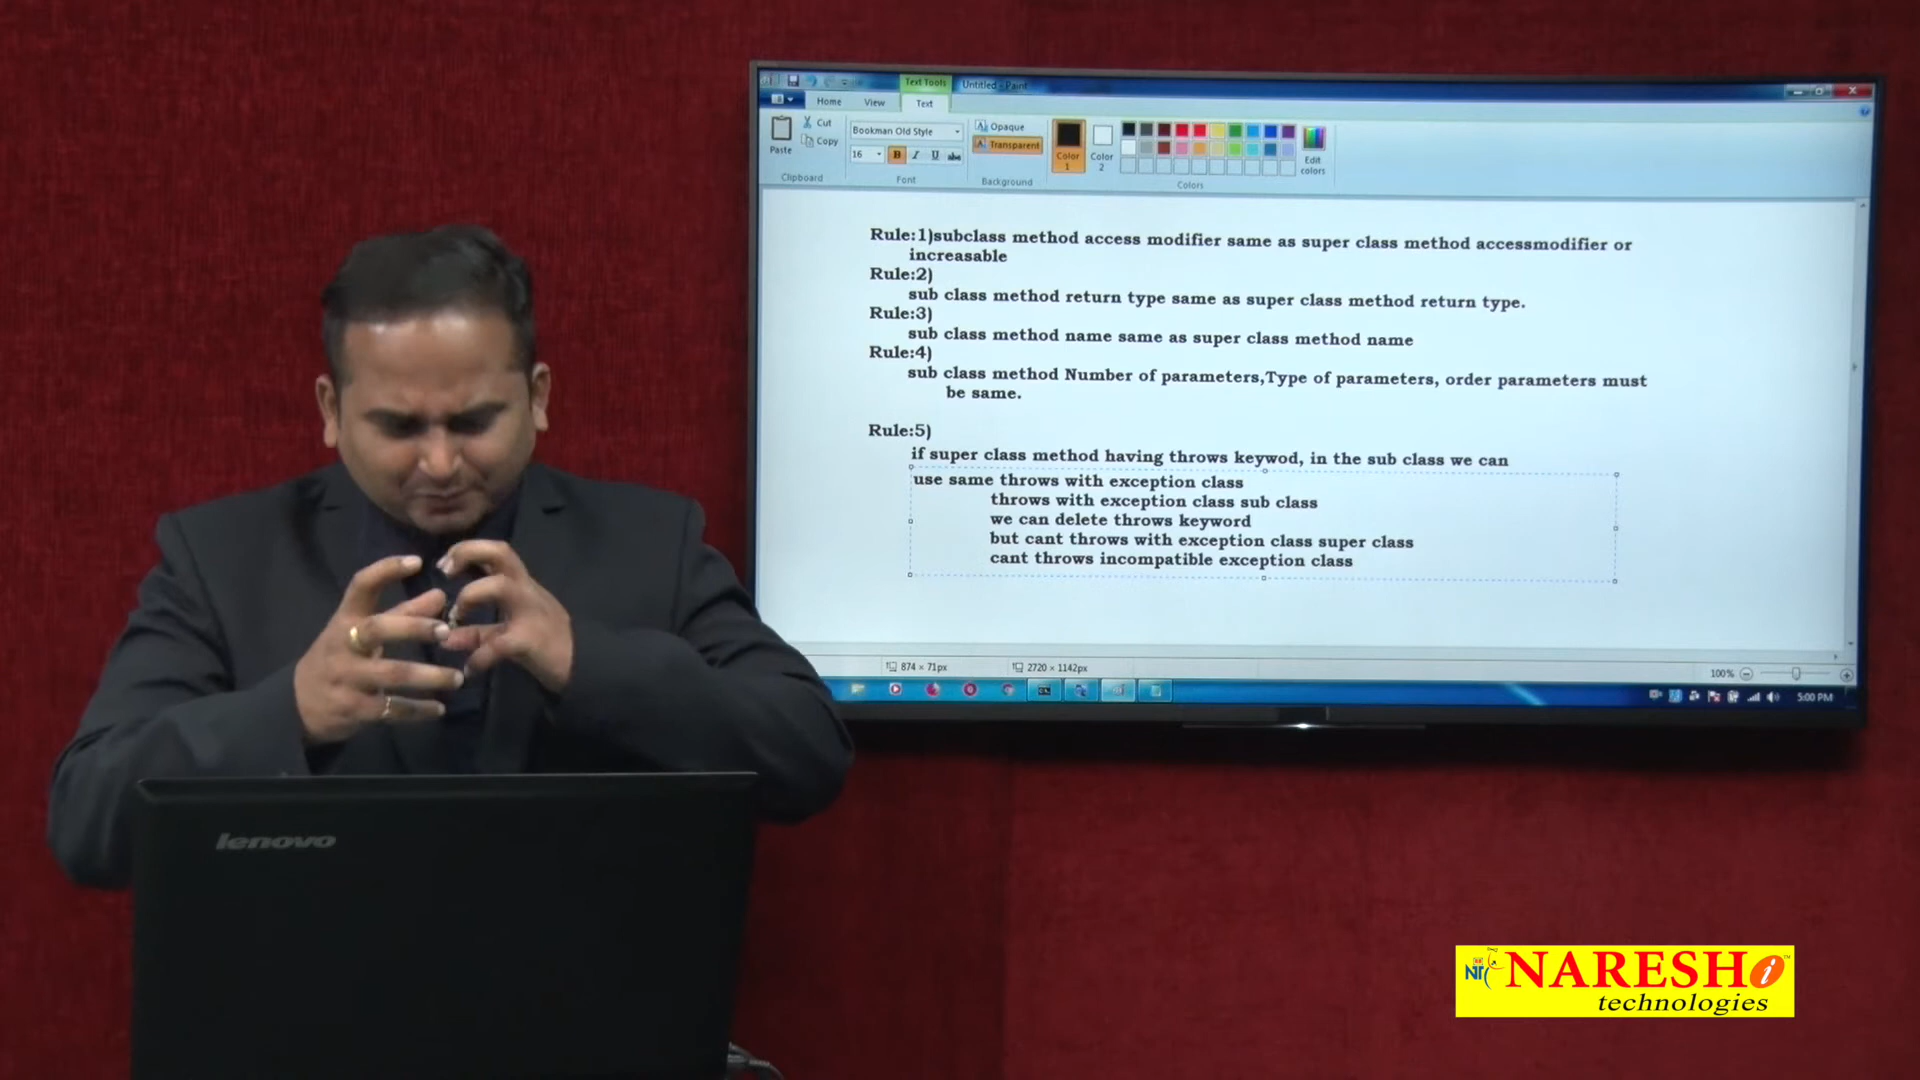 Text Tools
Untitled - Paint
Home
View
Text
Cut
Copy
Paste
Clipboard
Bookman Old Style
16
B I U abc
Font
Opaque
Transparent
Background
Color 1
Color 2
Edit colors
Colors
Rule:1)subclass method access modifier same as super class method accessmodifier or
increasable
Rule:2)
sub class method return type same as super class method return type.
Rule:3)
sub class method name same as super class method name
Rule:4)
sub class method Number of parameters,Type of parameters, order parameters must
be same.
Rule:5)
if super class method having throws keywod, in the sub class we can
use same throws with exception class
throws with exception class sub class
we can delete throws keyword
but cant throws with exception class super class
cant throws incompatible exception class
874 × 71px
2720 × 1142px
100%
5:00 PM
lenovo
NARESH i
technologies